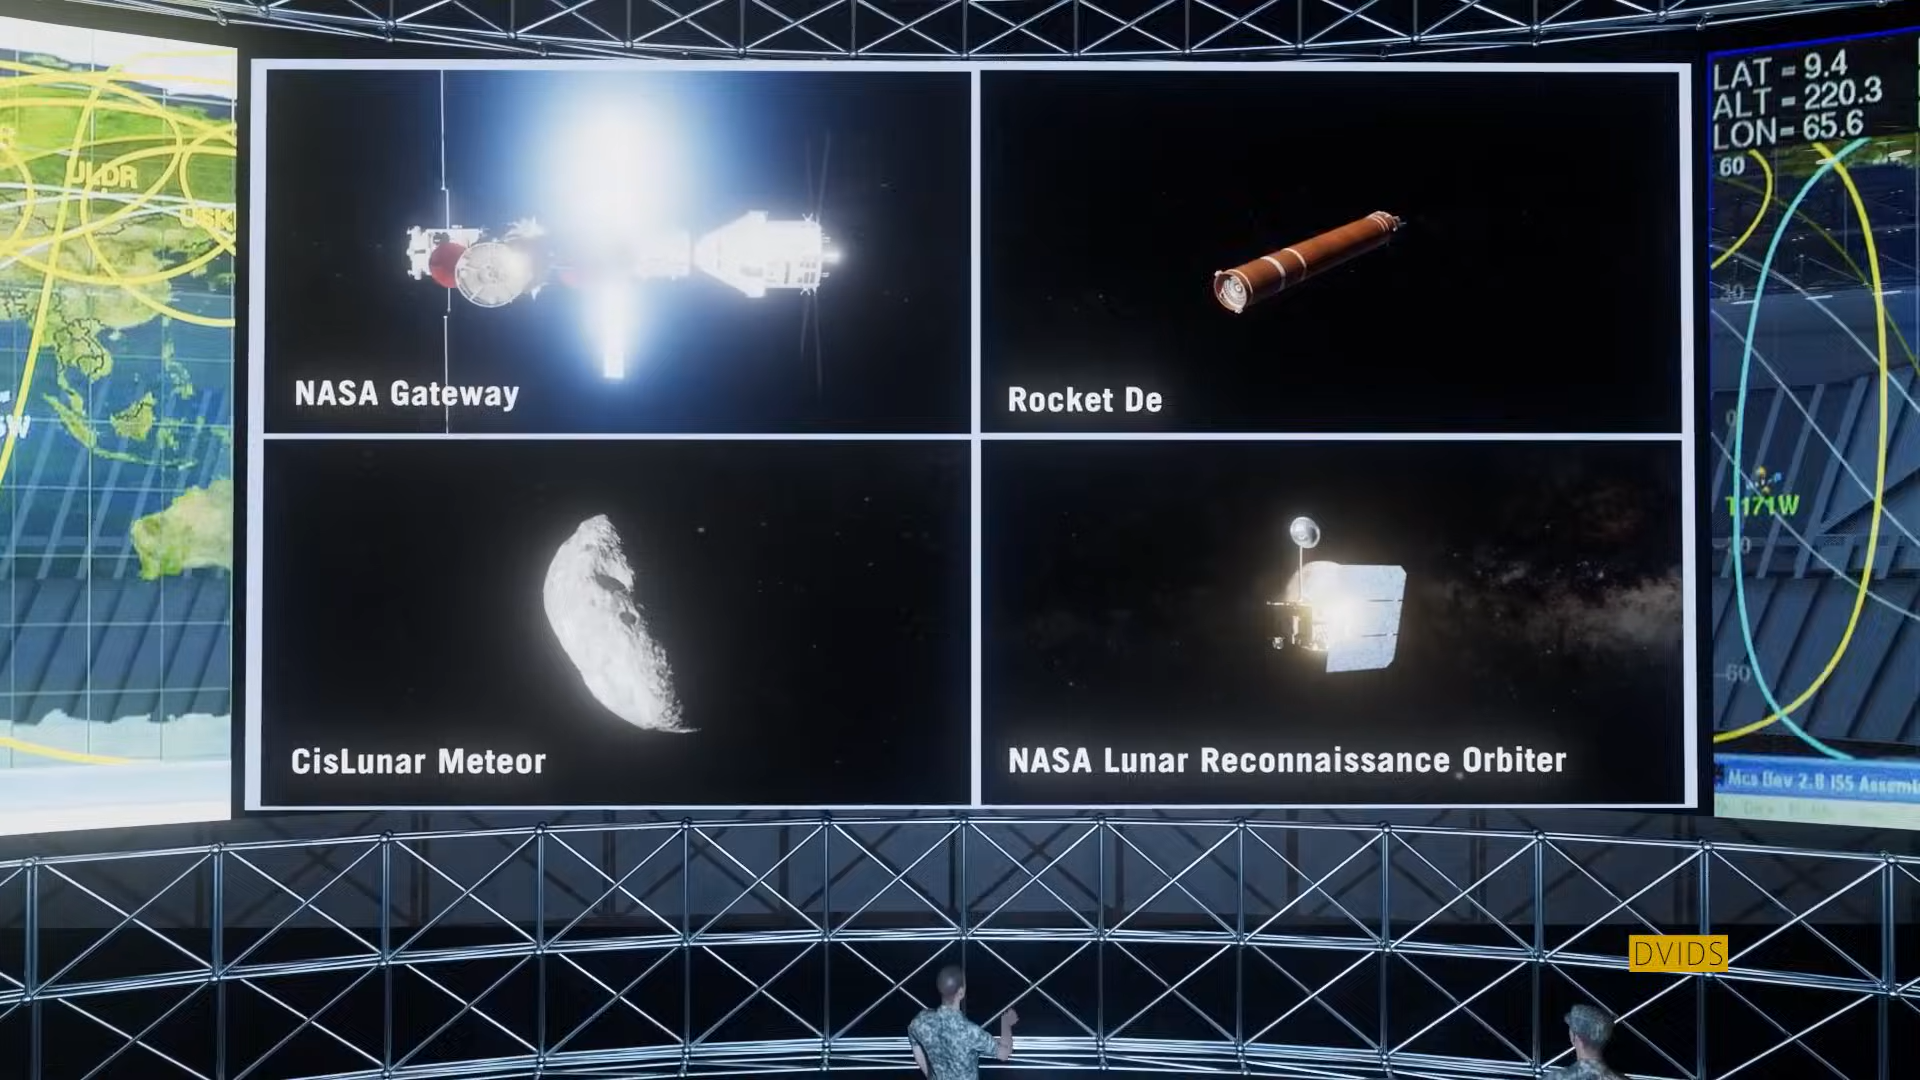 NASA Gateway
Rocket De
CisLunar Meteor
NASA Lunar Reconnaissance Orbiter
LAT = 9.4
ALT = 220.3
LON= 65.6
60
T171W
-60
DVIDS